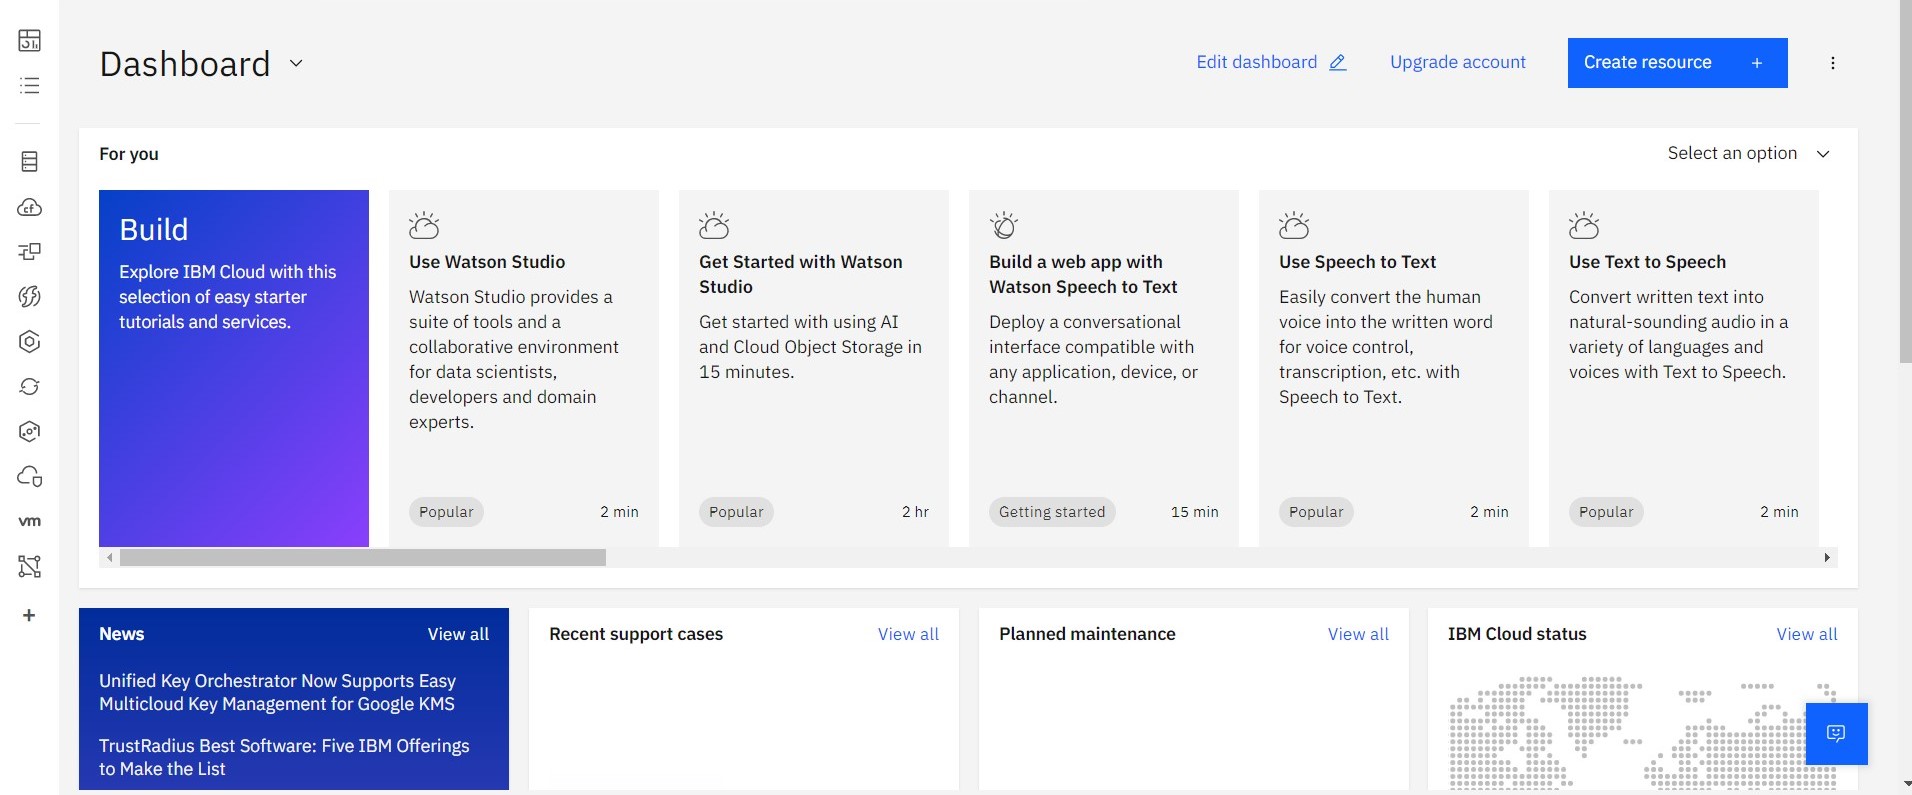 Dashboard
Edit dashboard
Upgrade account
Create resource +
For you
Select an option
Build
Explore IBM Cloud with this
selection of easy starter
tutorials and services.
Use Watson Studio
Watson Studio provides a
suite of tools and a
collaborative environment
for data scientists,
developers and domain
experts.
Popular
2 min
Get Started with Watson
Studio
Get started with using AI
and Cloud Object Storage in
15 minutes.
Popular
2 hr
Build a web app with
Watson Speech to Text
Deploy a conversational
interface compatible with
any application, device, or
channel.
Getting started
15 min
Use Speech to Text
Easily convert the human
voice into the written word
for voice control,
transcription, etc. with
Speech to Text.
Popular
2 min
Use Text to Speech
Convert written text into
natural-sounding audio in a
variety of languages and
voices with Text to Speech.
Popular
2 min
cf
vm
+
News
View all
Unified Key Orchestrator Now Supports Easy
Multicloud Key Management for Google KMS
TrustRadius Best Software: Five IBM Offerings
to Make the List
Recent support cases
View all
Planned maintenance
View all
IBM Cloud status
View all